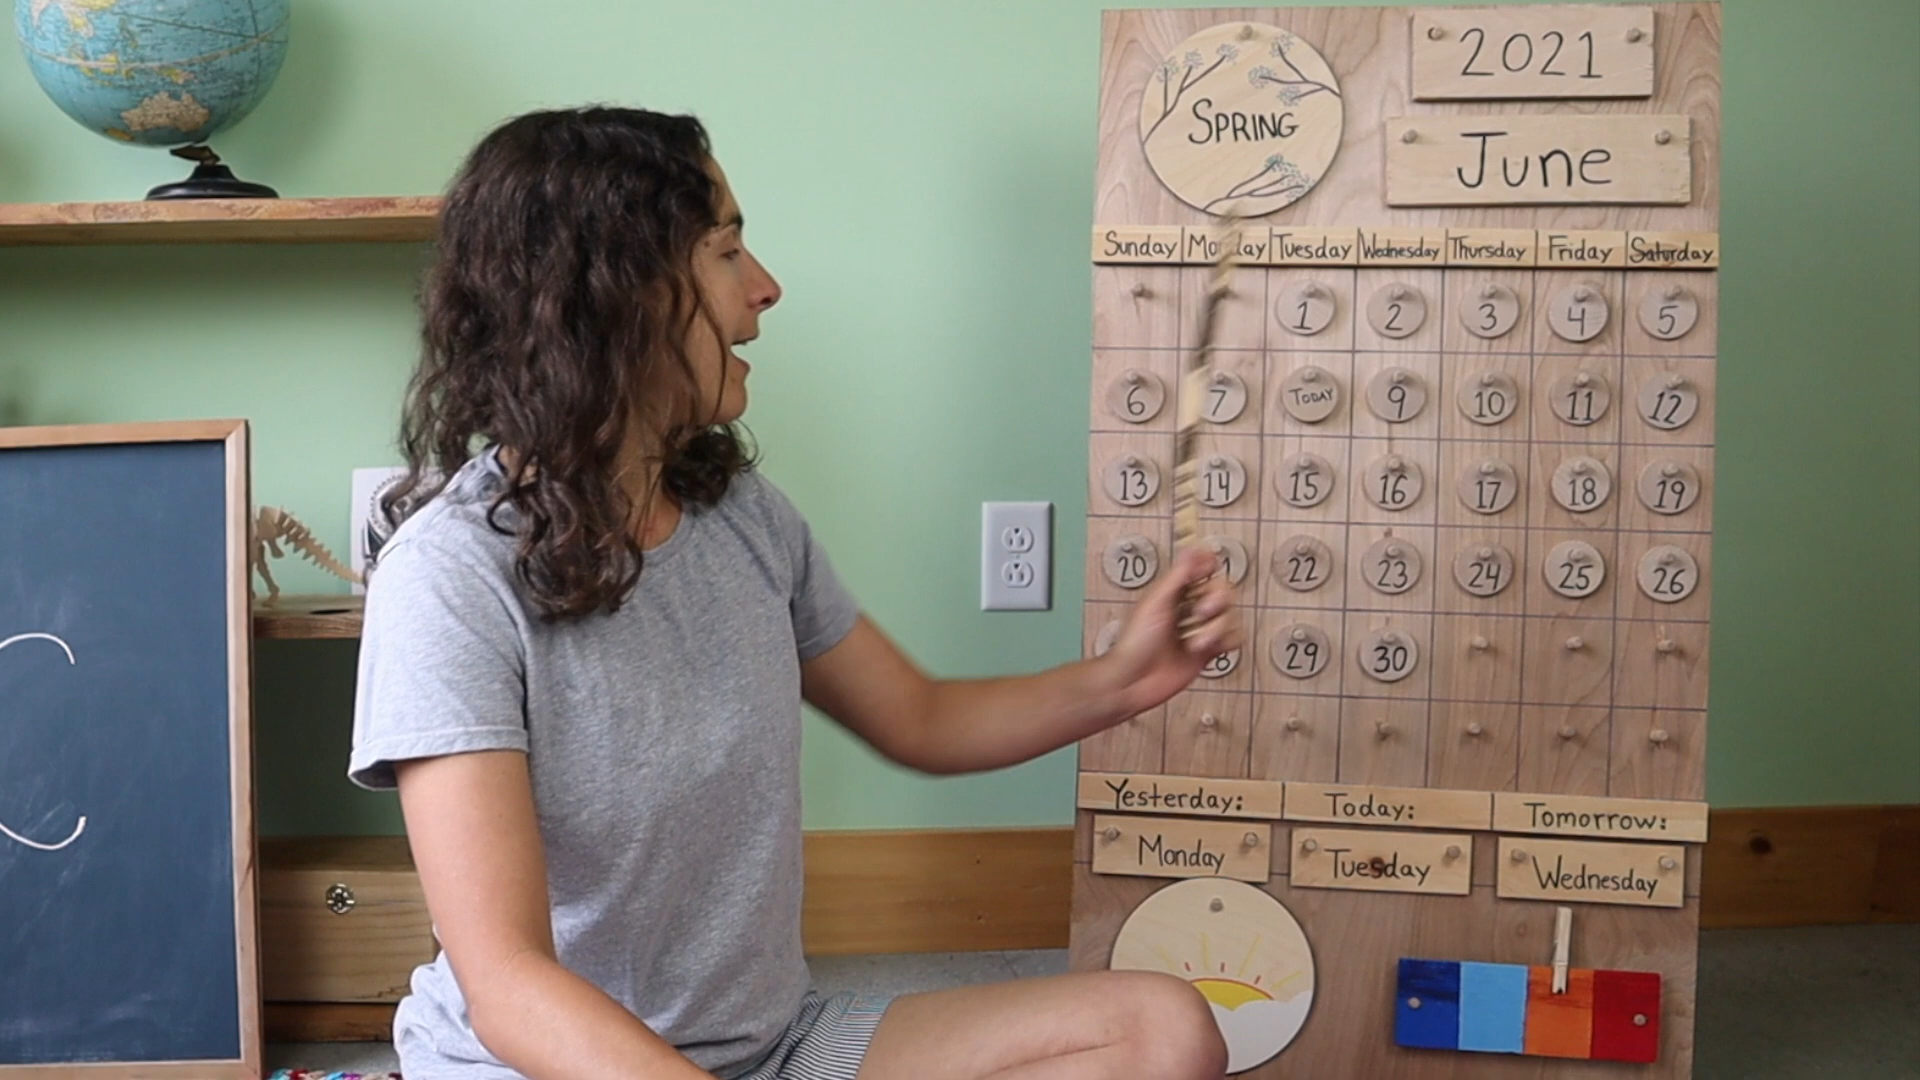 2021
SPRING
June
Sunday Monday Tuesday Wednesday Thursday Friday Saturday
1 2 3 4 5
6 7 TODAY 9 10 11 12
13 14 15 16 17 18 19
20 22 23 24 25 26
28 29 30
Yesterday: Today: Tomorrow:
Monday Tuesday Wednesday
C